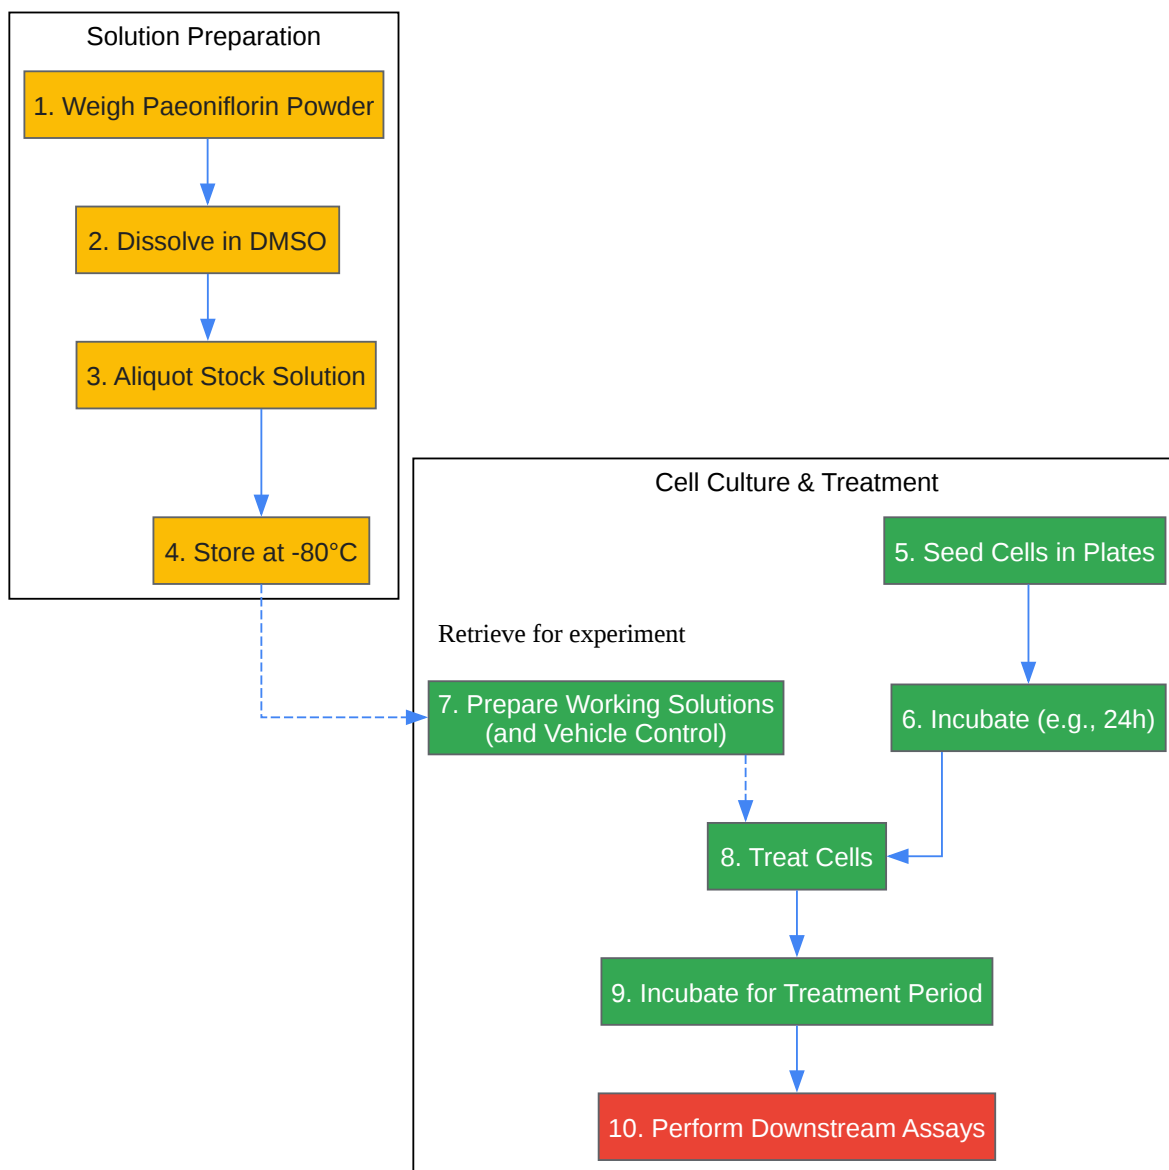 Solution Preparation
1. Weigh Paeoniflorin Powder
2. Dissolve in DMSO
3. Aliquot Stock Solution
4. Store at -80°C
Cell Culture & Treatment
5. Seed Cells in Plates
Retrieve for experiment
6. Incubate (e.g., 24h)
7. Prepare Working Solutions
(and Vehicle Control)
8. Treat Cells
9. Incubate for Treatment Period
10. Perform Downstream Assays